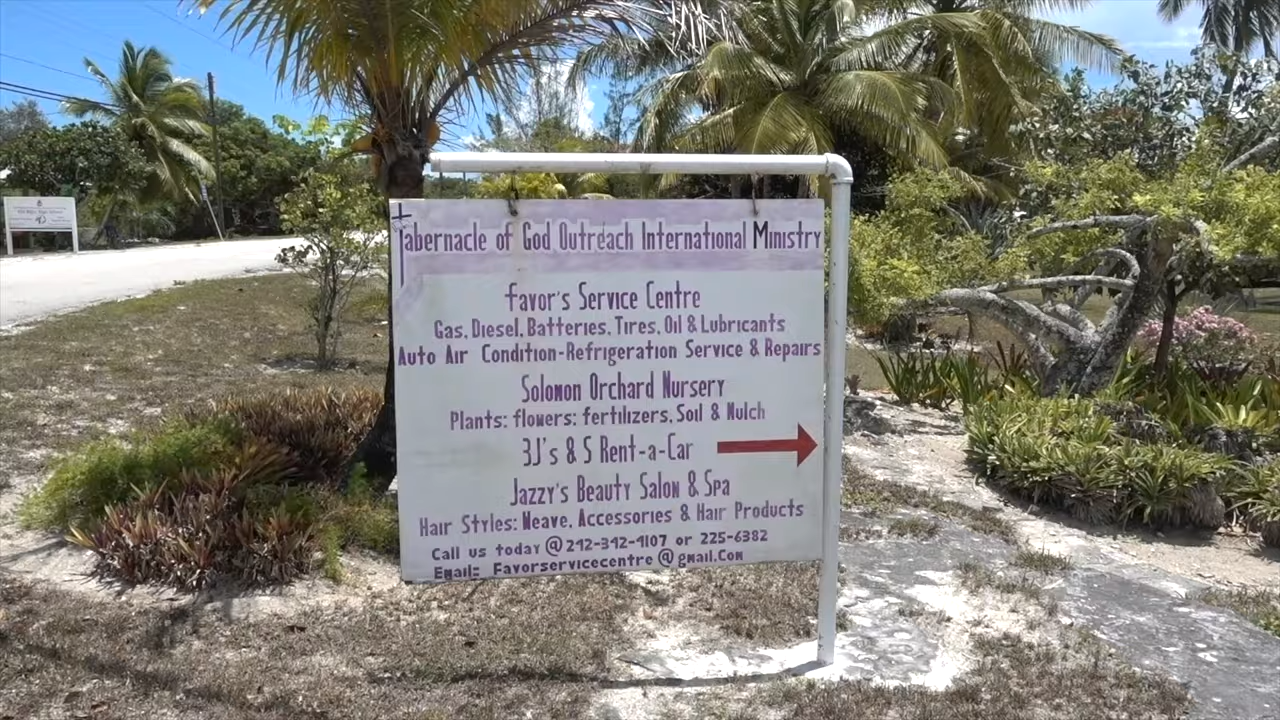 Tabernacle of God Outreach International Ministry
Favor's Service Centre
Gas, Diesel, Batteries, Tires, Oil & Lubricants
Auto Air Condition-Refrigeration Service & Repairs
Solomon Orchard Nursery
Plants: flowers: fertilizers, Soil & Mulch
3J's & S Rent-a-Car
Jazzy's Beauty Salon & Spa
Hair Styles: Weave, Accessories & Hair Products
Call us today @ 242-342-4107 or 225-6382
Email: Favorservicecentre @ gmail.Com